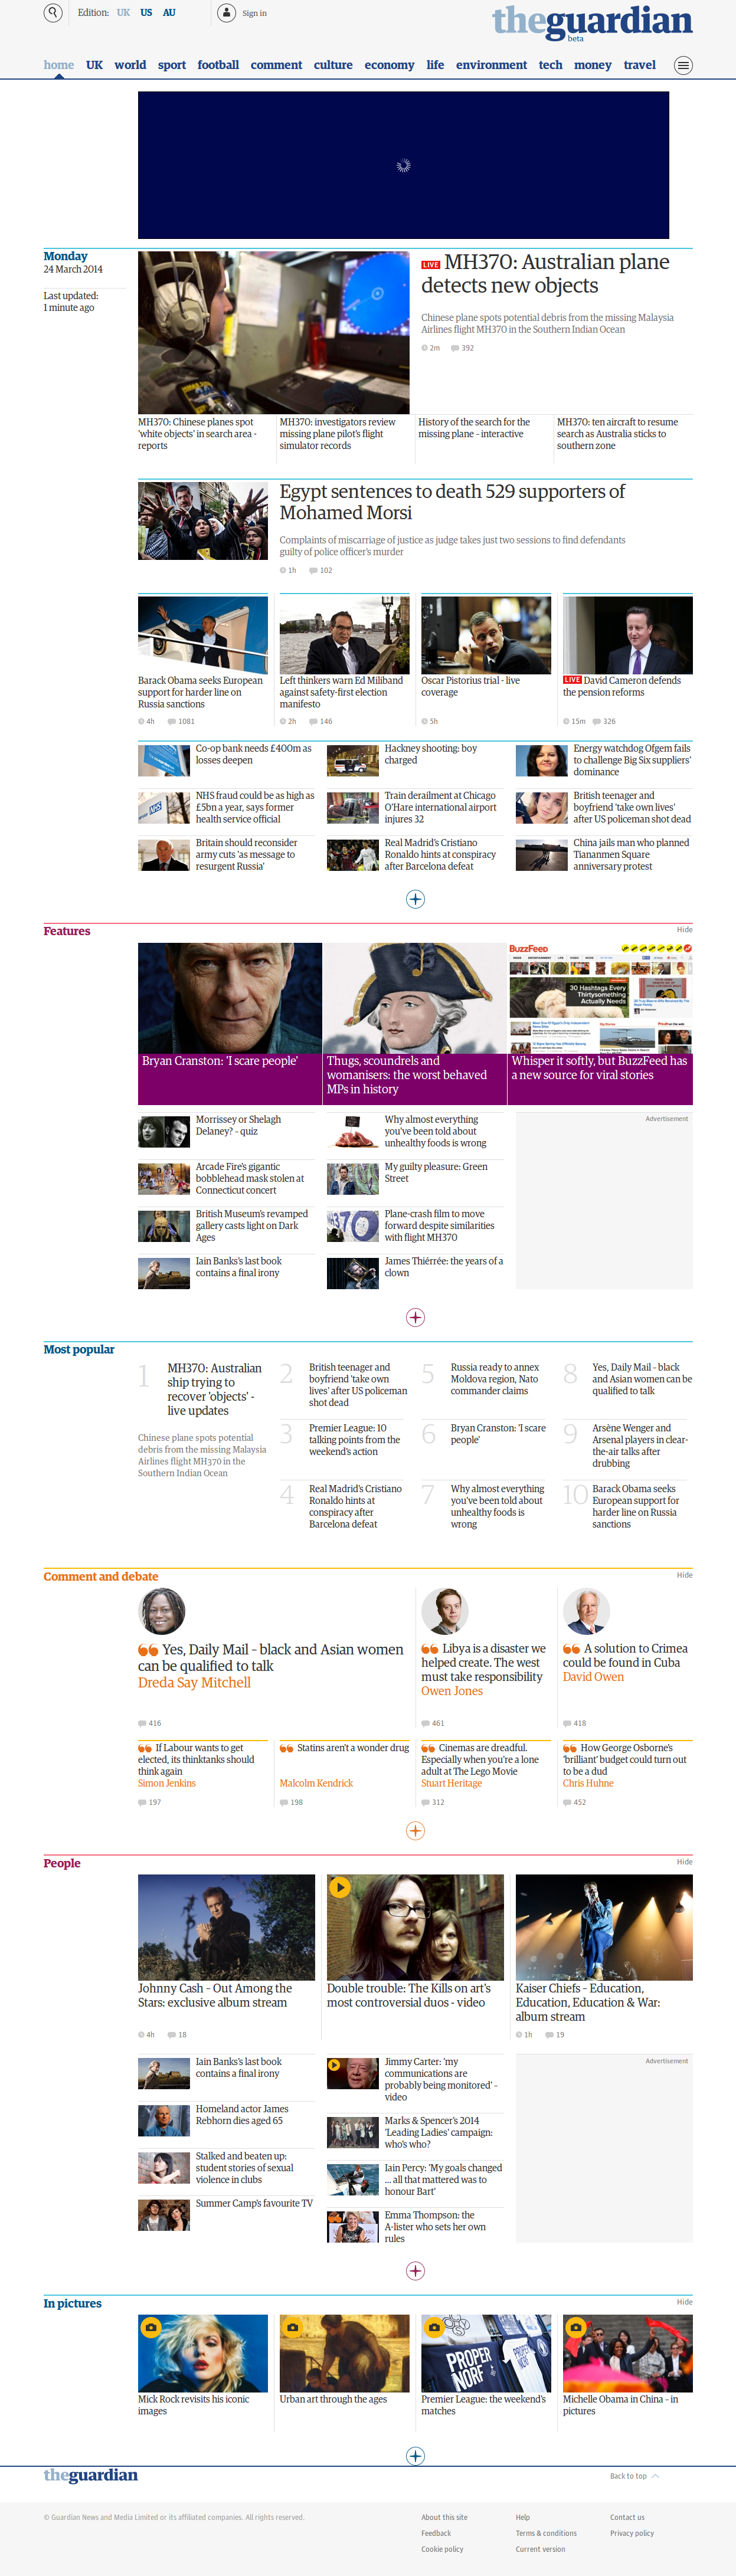 Edition: UK US AU
Sign in
theguardian
beta
home UK world sport football comment culture economy life environment tech money travel
Monday
24 March 2014
Last updated:
1 minute ago
LIVE MH370: Australian plane
detects new objects
Chinese plane spots potential debris from the missing Malaysia
Airlines flight MH370 in the Southern Indian Ocean
2m 392
MH370: Chinese planes spot
'white objects' in search area -
reports
MH370: investigators review
missing plane pilot's flight
simulator records
History of the search for the
missing plane – interactive
MH370: ten aircraft to resume
search as Australia sticks to
southern zone
Egypt sentences to death 529 supporters of
Mohamed Morsi
Complaints of miscarriage of justice as judge takes just two sessions to find defendants
guilty of police officer's murder
1h 102
Barack Obama seeks European
support for harder line on
Russia sanctions
4h 1081
Left thinkers warn Ed Miliband
against safety-first election
manifesto
2h 146
Oscar Pistorius trial - live
coverage
5h
LIVE David Cameron defends
the pension reforms
15m 326
Co-op bank needs £400m as
losses deepen
Hackney shooting: boy
charged
Energy watchdog Ofgem fails
to challenge Big Six suppliers'
dominance
NHS
NHS fraud could be as high as
£5bn a year, says former
health service official
Train derailment at Chicago
O'Hare international airport
injures 32
British teenager and
boyfriend 'take own lives'
after US policeman shot dead
Britain should reconsider
army cuts 'as message to
resurgent Russia'
Real Madrid's Cristiano
Ronaldo hints at conspiracy
after Barcelona defeat
China jails man who planned
Tiananmen Square
anniversary protest
Features
Hide
BuzzFeed
30 Hashtags Every
Thirtysomething
Actually Needs
Bryan Cranston: 'I scare people'
Thugs, scoundrels and
womanisers: the worst behaved
MPs in history
Whisper it softly, but BuzzFeed has
a new source for viral stories
Morrissey or Shelagh
Delaney? – quiz
Why almost everything
you've been told about
unhealthy foods is wrong
Advertisement
Arcade Fire's gigantic
bobblehead mask stolen at
Connecticut concert
My guilty pleasure: Green
Street
British Museum's revamped
gallery casts light on Dark
Ages
H370
Plane-crash film to move
forward despite similarities
with flight MH370
Iain Banks's last book
contains a final irony
James Thiérrée: the years of a
clown
Most popular
1 MH370: Australian
ship trying to
recover 'objects' -
live updates
Chinese plane spots potential
debris from the missing Malaysia
Airlines flight MH370 in the
Southern Indian Ocean
2 British teenager and
boyfriend 'take own
lives' after US policeman
shot dead
3 Premier League: 10
talking points from the
weekend's action
4 Real Madrid's Cristiano
Ronaldo hints at
conspiracy after
Barcelona defeat
5 Russia ready to annex
Moldova region, Nato
commander claims
6 Bryan Cranston: 'I scare
people'
7 Why almost everything
you've been told about
unhealthy foods is
wrong
8 Yes, Daily Mail – black
and Asian women can be
qualified to talk
9 Arsène Wenger and
Arsenal players in clear-
the-air talks after
drubbing
10 Barack Obama seeks
European support for
harder line on Russia
sanctions
Comment and debate
Hide
Yes, Daily Mail – black and Asian women
can be qualified to talk
Dreda Say Mitchell
416
Libya is a disaster we
helped create. The west
must take responsibility
Owen Jones
461
A solution to Crimea
could be found in Cuba
David Owen
418
If Labour wants to get
elected, its thinktanks should
think again
Simon Jenkins
197
Statins aren't a wonder drug
Malcolm Kendrick
198
Cinemas are dreadful.
Especially when you're a lone
adult at The Lego Movie
Stuart Heritage
312
How George Osborne's
'brilliant' budget could turn out
to be a dud
Chris Huhne
452
People
Hide
Johnny Cash – Out Among the
Stars: exclusive album stream
4h 18
Double trouble: The Kills on art's
most controversial duos - video
Kaiser Chiefs – Education,
Education, Education & War:
album stream
1h 19
Iain Banks's last book
contains a final irony
Jimmy Carter: 'my
communications are
probably being monitored' –
video
Advertisement
Homeland actor James
Rebhorn dies aged 65
Marks & Spencer's 2014
'Leading Ladies' campaign:
who's who?
Stalked and beaten up:
student stories of sexual
violence in clubs
Iain Percy: 'My goals changed
... all that mattered was to
honour Bart'
Summer Camp's favourite TV
Emma Thompson: the
A-lister who sets her own
rules
In pictures
Hide
PROPER
NORF
Mick Rock revisits his iconic
images
Urban art through the ages
Premier League: the weekend's
matches
Michelle Obama in China – in
pictures
theguardian
Back to top
© Guardian News and Media Limited or its affiliated companies. All rights reserved.
About this site
Help
Contact us
Feedback
Terms & conditions
Privacy policy
Cookie policy
Current version